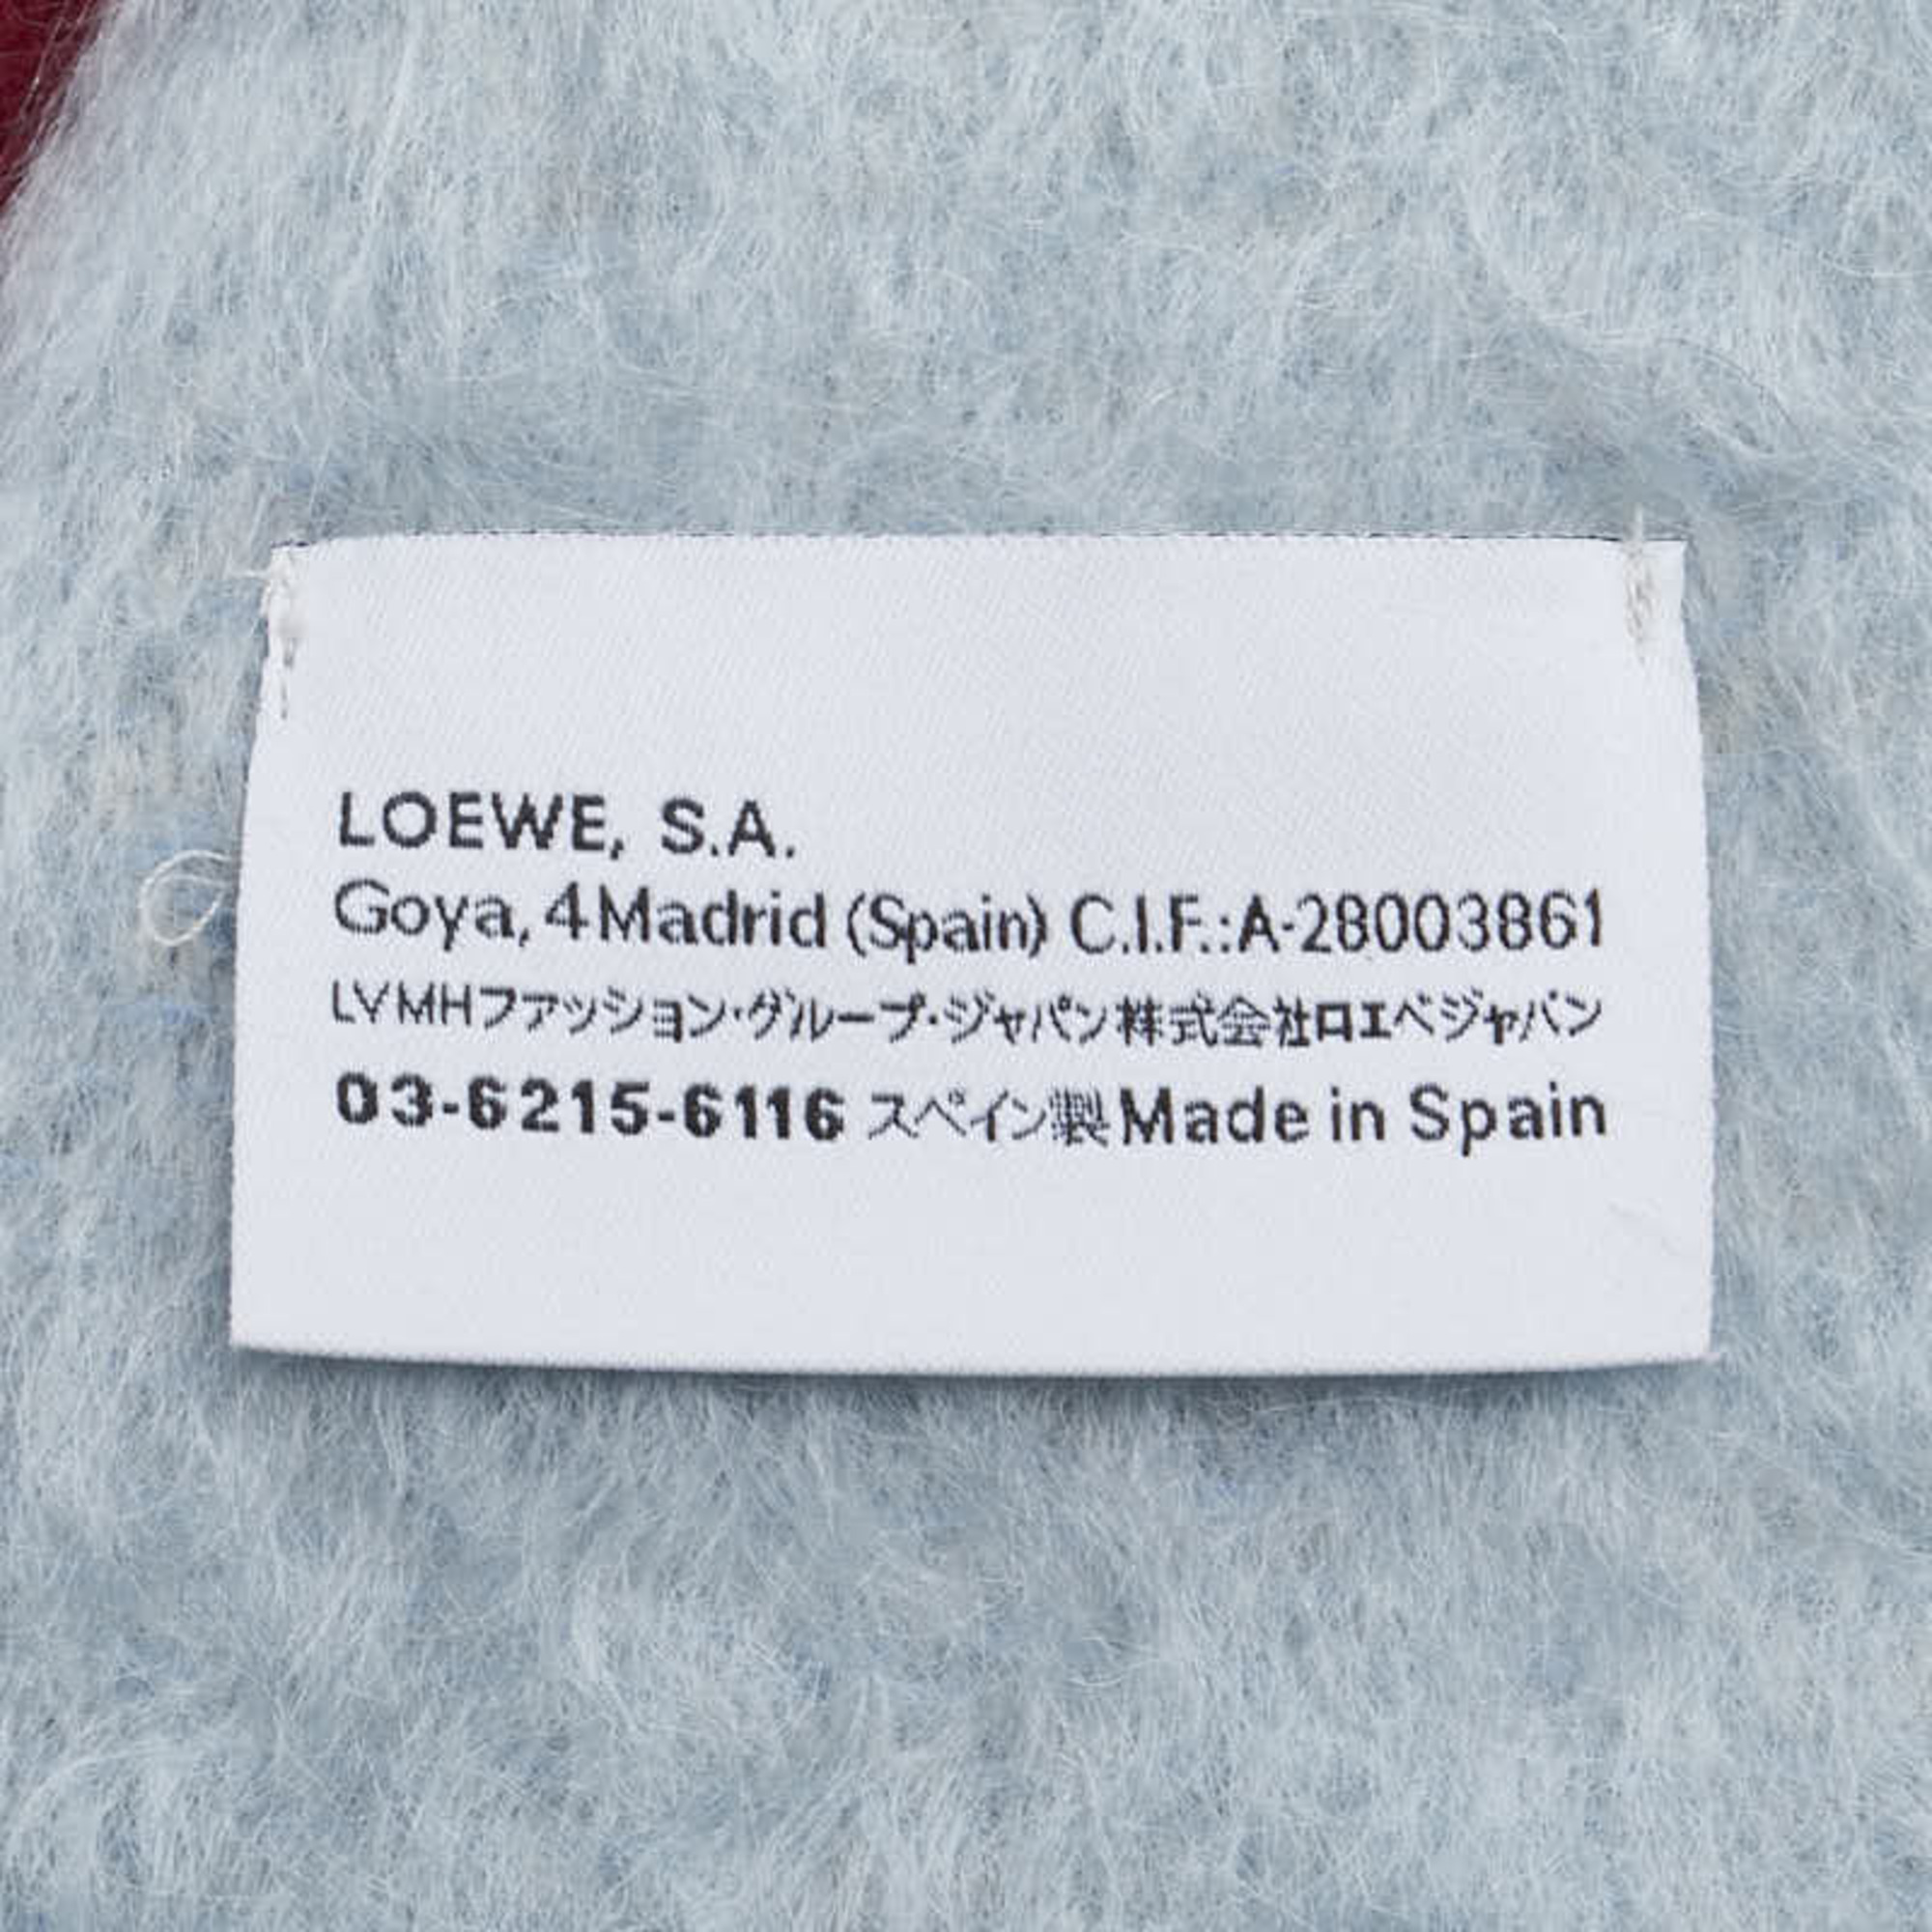 LOEWE, S.A.
Goya, 4 Madrid (Spain) C.I.F.:A-28003861
LVMHファッション・グループ・ジャパン株式会社ロエベジャパン
03-6215-6116 スペイン製 Made in Spain